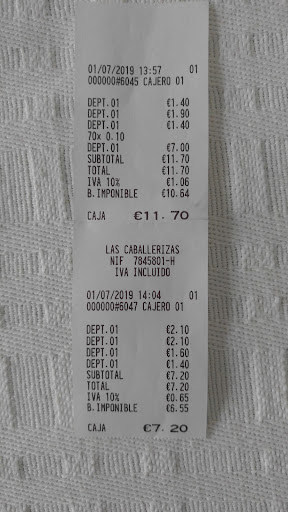 01/07/2019 13:57 01
000000#6045 CAJERO 01
DEPT.01 €1.40
DEPT.01 €1.90
DEPT.01 €1.40
70x 0.10
DEPT.01 €7.00
SUBTOTAL €11.70
TOTAL €11.70
IVA 10% €1.06
B.IMPONIBLE €10.64
CAJA €11.70
LAS CABALLERIZAS
NIF 7845801-H
IVA INCLUIDO
01/07/2019 14:04 01
000000#6047 CAJERO 01
DEPT.01 €2.10
DEPT.01 €2.10
DEPT.01 €1.60
DEPT.01 €1.40
SUBTOTAL €7.20
TOTAL €7.20
IVA 10% €0.65
B.IMPONIBLE €6.55
CAJA €7.20